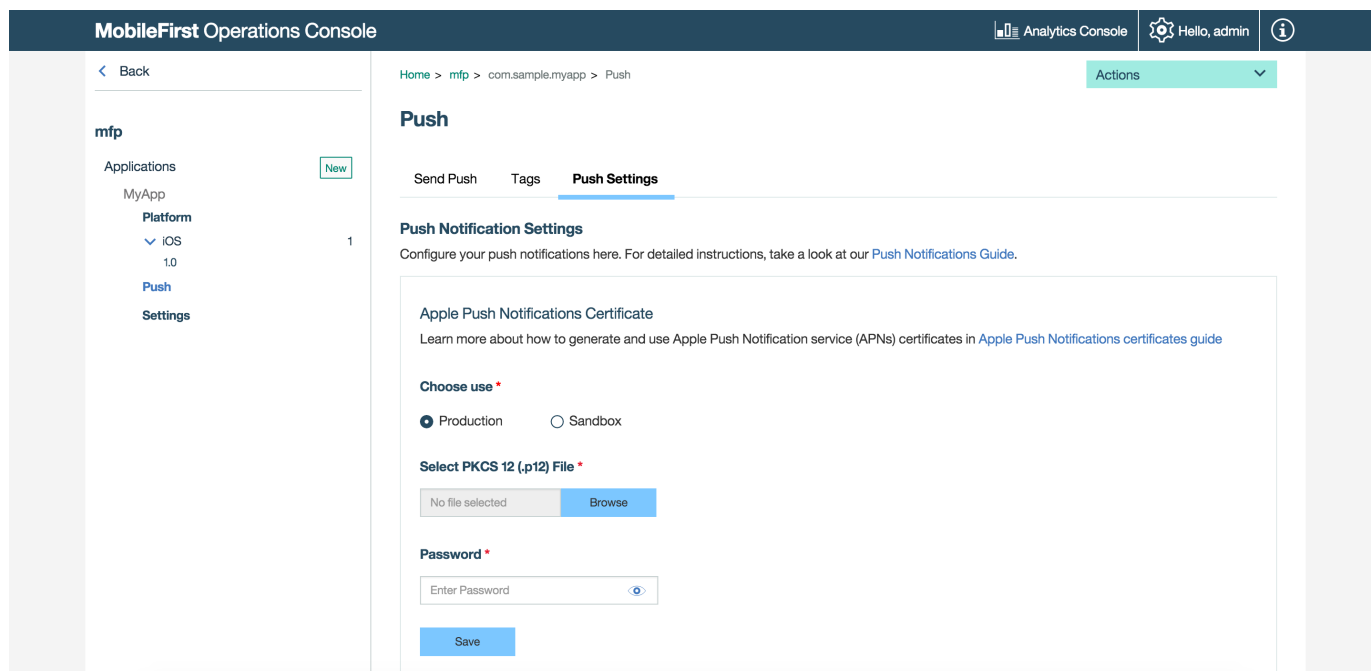 MobileFirst Operations Console
Analytics Console
Hello, admin
Back
Home > mfp > com.sample.myapp > Push
Actions
mfp
Applications
New
MyApp
Platform
iOS
1
1.0
Push
Settings
Push
Send Push
Tags
Push Settings
Push Notification Settings
Configure your push notifications here. For detailed instructions, take a look at our Push Notifications Guide.
Apple Push Notifications Certificate
Learn more about how to generate and use Apple Push Notification service (APNs) certificates in Apple Push Notifications certificates guide
Choose use *
Production
Sandbox
Select PKCS 12 (.p12) File *
No file selected
Browse
Password *
Enter Password
Save